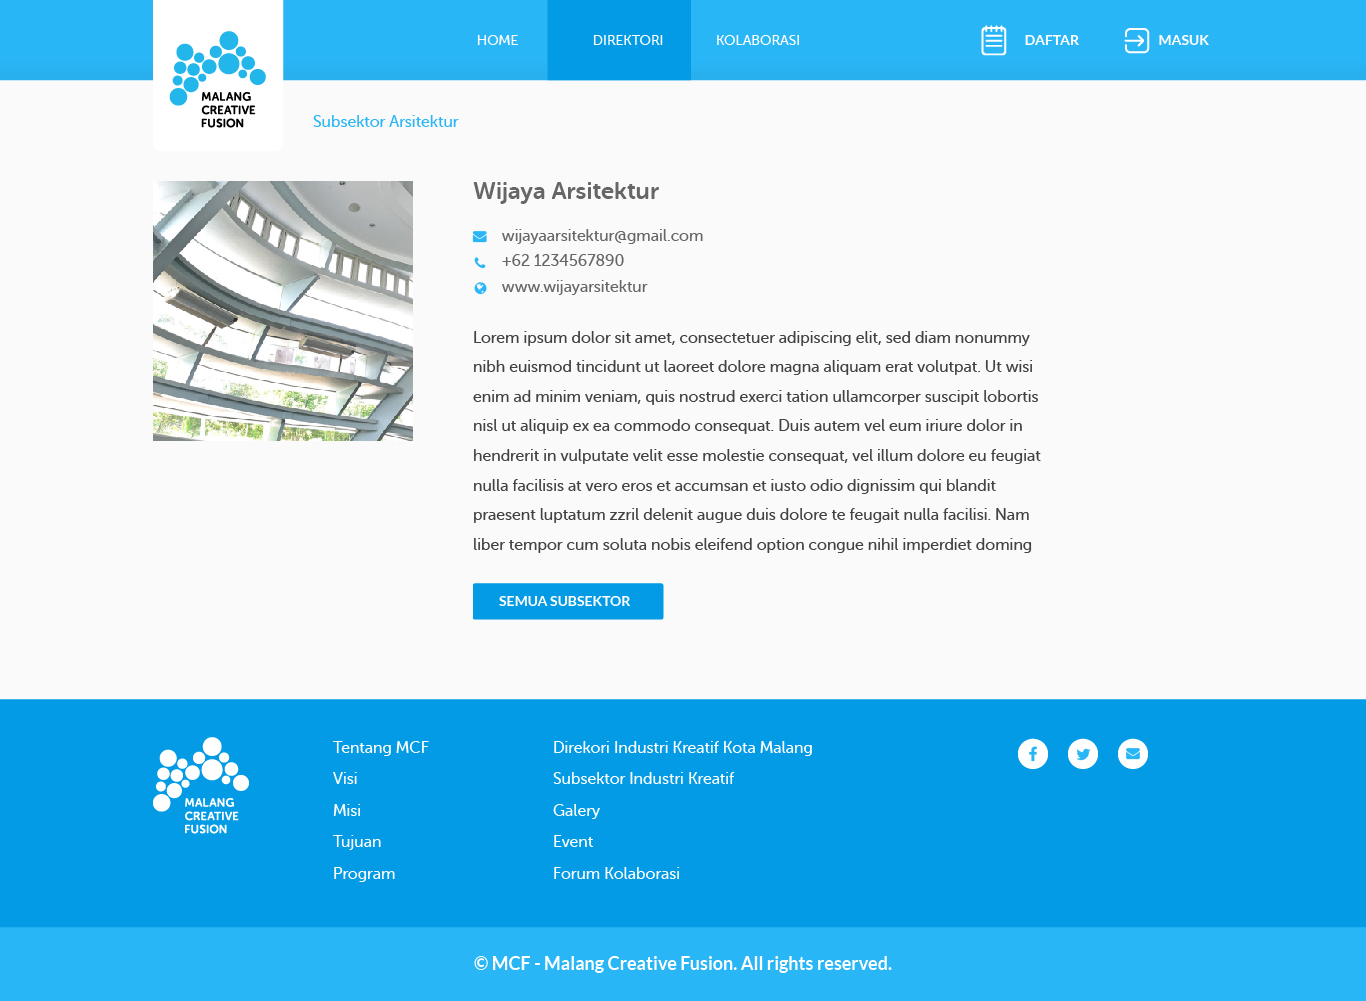 HOME
DIREKTORI
KOLABORASI
DAFTAR
MASUK
MALANG
CREATIVE
FUSION
Subsektor Arsitektur
Wijaya Arsitektur
wijayaarsitektur@gmail.com
+62 1234567890
www.wijayarsitektur
Lorem ipsum dolor sit amet, consectetuer adipiscing elit, sed diam nonummy
nibh euismod tincidunt ut laoreet dolore magna aliquam erat volutpat. Ut wisi
enim ad minim veniam, quis nostrud exerci tation ullamcorper suscipit lobortis
nisl ut aliquip ex ea commodo consequat. Duis autem vel eum iriure dolor in
hendrerit in vulputate velit esse molestie consequat, vel illum dolore eu feugiat
nulla facilisis at vero eros et accumsan et iusto odio dignissim qui blandit
praesent luptatum zzril delenit augue duis dolore te feugait nulla facilisi. Nam
liber tempor cum soluta nobis eleifend option congue nihil imperdiet doming
SEMUA SUBSEKTOR
MALANG
CREATIVE
FUSION
Tentang MCF
Visi
Misi
Tujuan
Program
Direkori Industri Kreatif Kota Malang
Subsektor Industri Kreatif
Galery
Event
Forum Kolaborasi
© MCF - Malang Creative Fusion. All rights reserved.